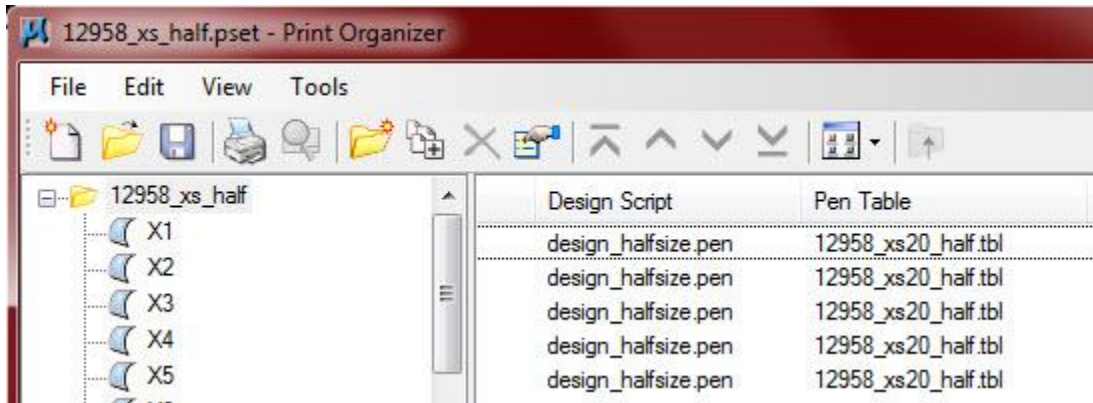 12958_xs_half.pset - Print Organizer
File Edit View Tools
12958_xs_half
X1
X2
X3
X4
X5
Design Script Pen Table
design_halfsize.pen 12958_xs20_half.tbl
design_halfsize.pen 12958_xs20_half.tbl
design_halfsize.pen 12958_xs20_half.tbl
design_halfsize.pen 12958_xs20_half.tbl
design_halfsize.pen 12958_xs20_half.tbl